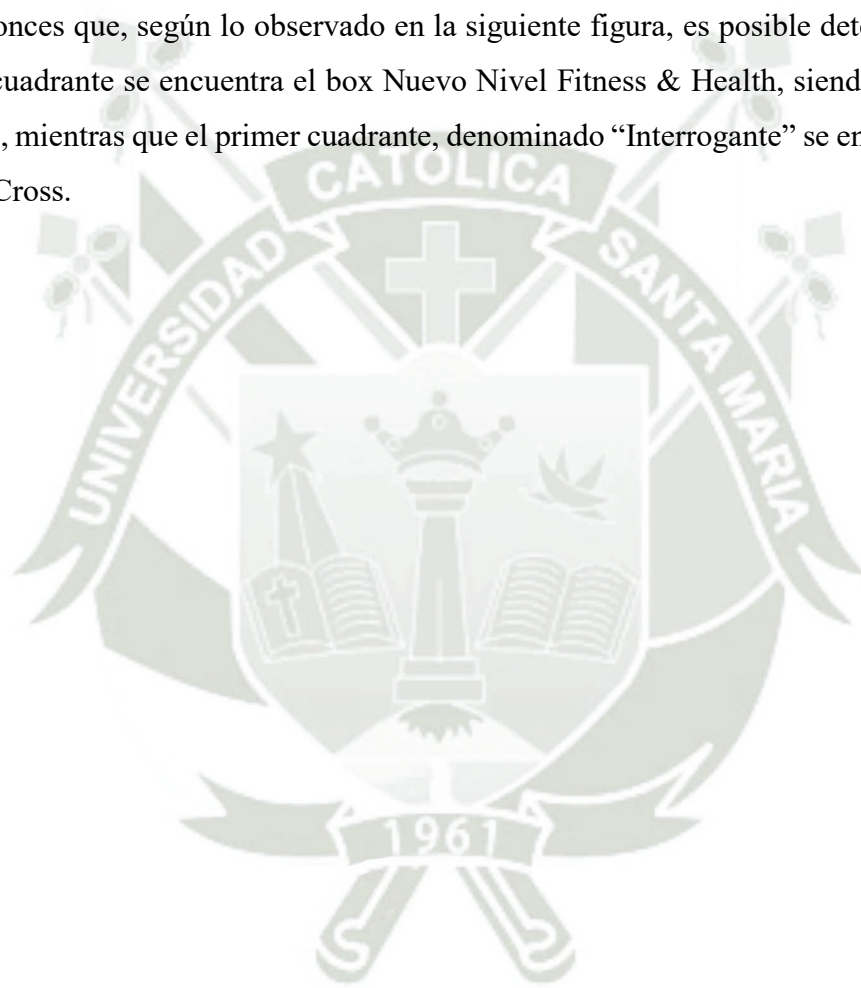 onces que, según lo observado en la siguiente figura, es posible det
cuadrante se encuentra el box Nuevo Nivel Fitness & Health, siend
, mientras que el primer cuadrante, denominado “Interrogante” se en
Cross.
UNIVERSIDAD CATÓLICA SANTA MARIA
1961